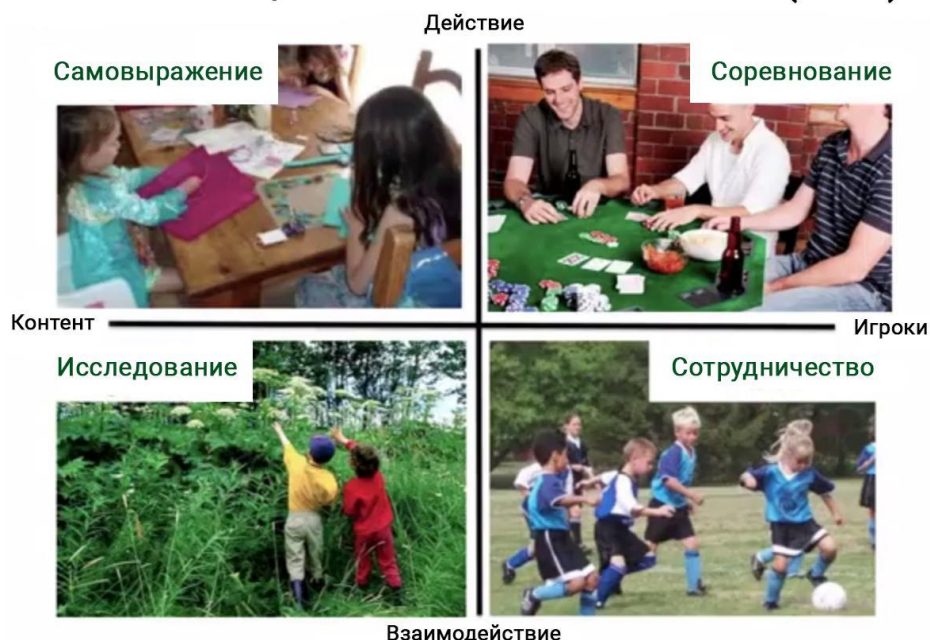 Действие
Самовыражение
Соревнование
Контент
Игроки
Исследование
Сотрудничество
Взаимодействие